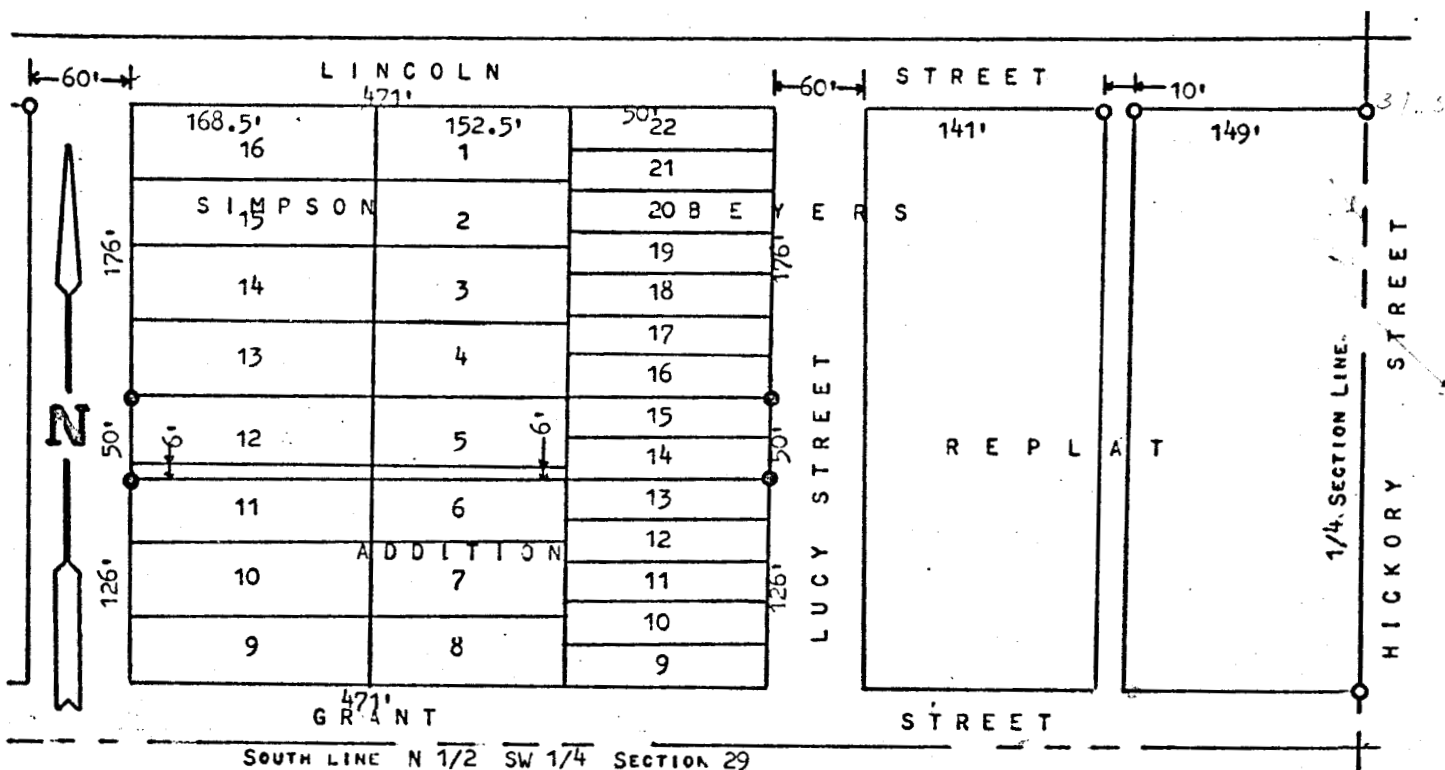 LINCOLN STREET
60' 471' 60' 10'
168.5' 152.5' 50' 141' 149'
16 1 22
21
SIMPSON BEYERS
15 2 20
19
176' 176'
14 3 18
17
13 4 16
15
50' 6' 12 5 6' 14 50'
N
REPLAT
11 6 13
12
ADDITION
126' 10 7 11 126'
10
9 8 9
LUCY STREET
1/4 SECTION LINE.
HICKORY STREET
471'
GRANT STREET
SOUTH LINE N 1/2 SW 1/4 SECTION 29